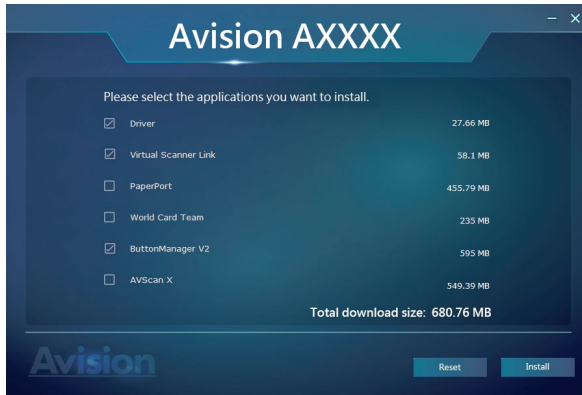 Avision AXXXX
Please select the applications you want to install.
Driver 27.66 MB
Virtual Scanner Link 58.1 MB
PaperPort 455.79 MB
World Card Team 235 MB
ButtonManager V2 595 MB
AVScan X 549.39 MB
Total download size: 680.76 MB
Avision
Reset Install